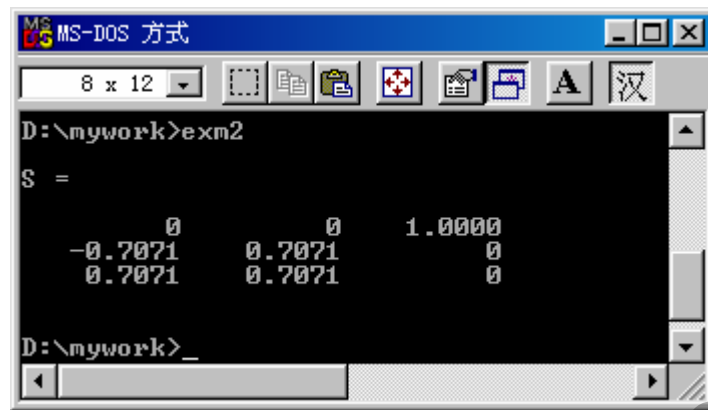 MS-DOS 方式
8 x 12 A 汉
D:\mywork>exm2
S =
0 0 1.0000
-0.7071 0.7071 0
0.7071 0.7071 0
D:\mywork>_